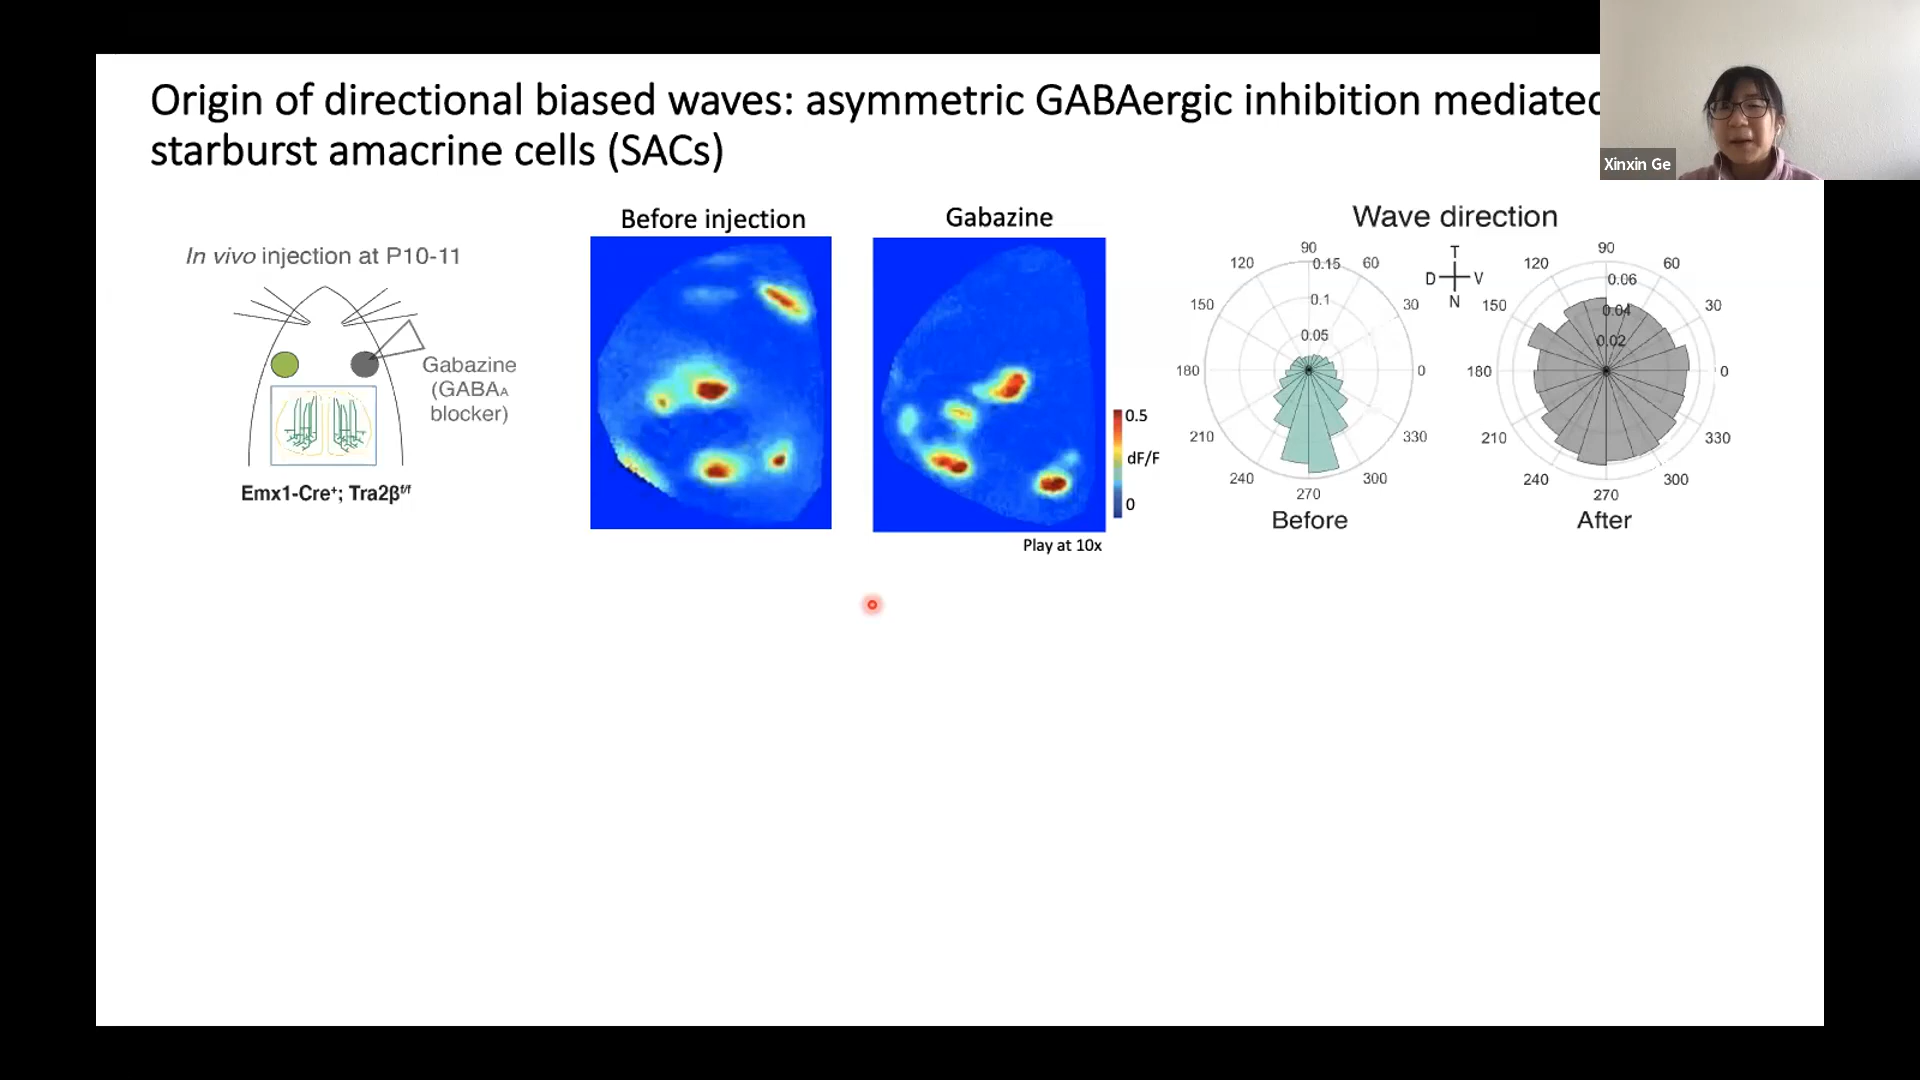 Origin of directional biased waves: asymmetric GABAergic inhibition mediated
starburst amacrine cells (SACs)
Xinxin Ge
In vivo injection at P10-11
Gabazine
(GABAA
blocker)
Emx1-Cre⁺; Tra2βf/f
Before injection
Gabazine
0.5
dF/F
0
Play at 10x
Wave direction
90
120
0.15
60
0.1
150
30
0.05
180
0
210
330
240
300
270
Before
T
D
V
N
90
120
60
0.06
150
30
0.04
0.02
180
0
210
330
240
300
270
After